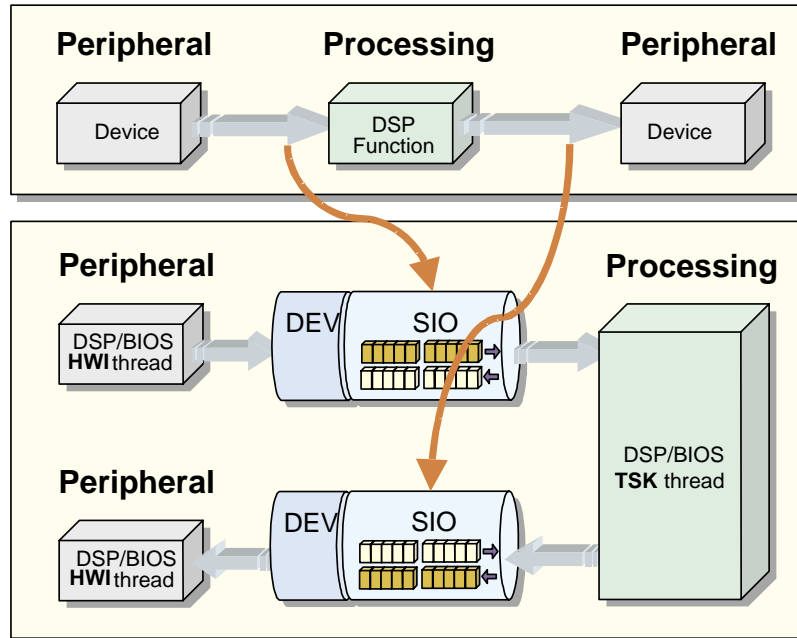 Peripheral
Processing
Peripheral
Device
DSP
Function
Device
Peripheral
Processing
DEV
SIO
DSP/BIOS
HWI thread
DSP/BIOS
TSK thread
Peripheral
DEV
SIO
DSP/BIOS
HWI thread